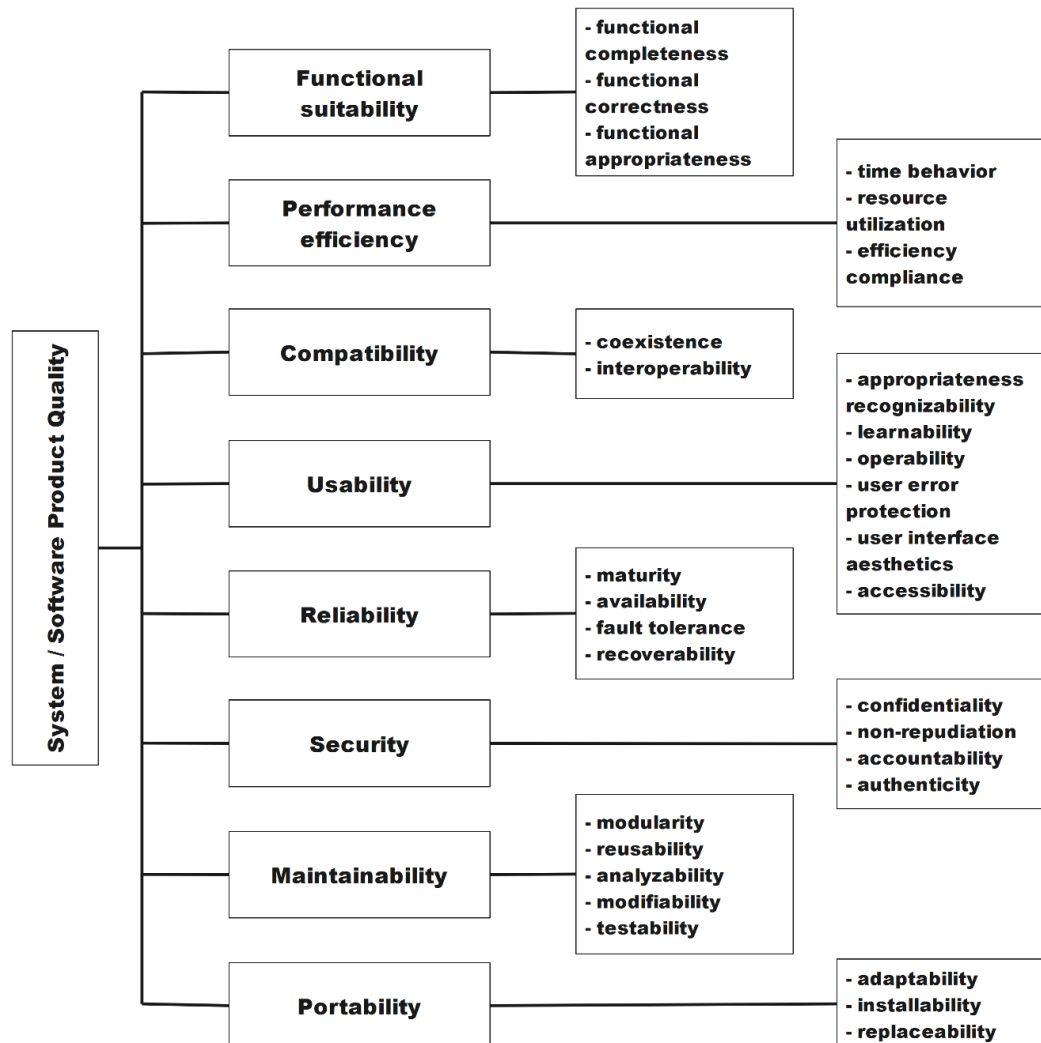 System / Software Product Quality
Functional
suitability
- functional
completeness
- functional
correctness
- functional
appropriateness
Performance
efficiency
- time behavior
- resource
utilization
- efficiency
compliance
Compatibility
- coexistence
- interoperability
Usability
- appropriateness
recognizability
- learnability
- operability
- user error
protection
- user interface
aesthetics
- accessibility
Reliability
- maturity
- availability
- fault tolerance
- recoverability
Security
- confidentiality
- non-repudiation
- accountability
- authenticity
Maintainability
- modularity
- reusability
- analyzability
- modifiability
- testability
Portability
- adaptability
- installability
- replaceability